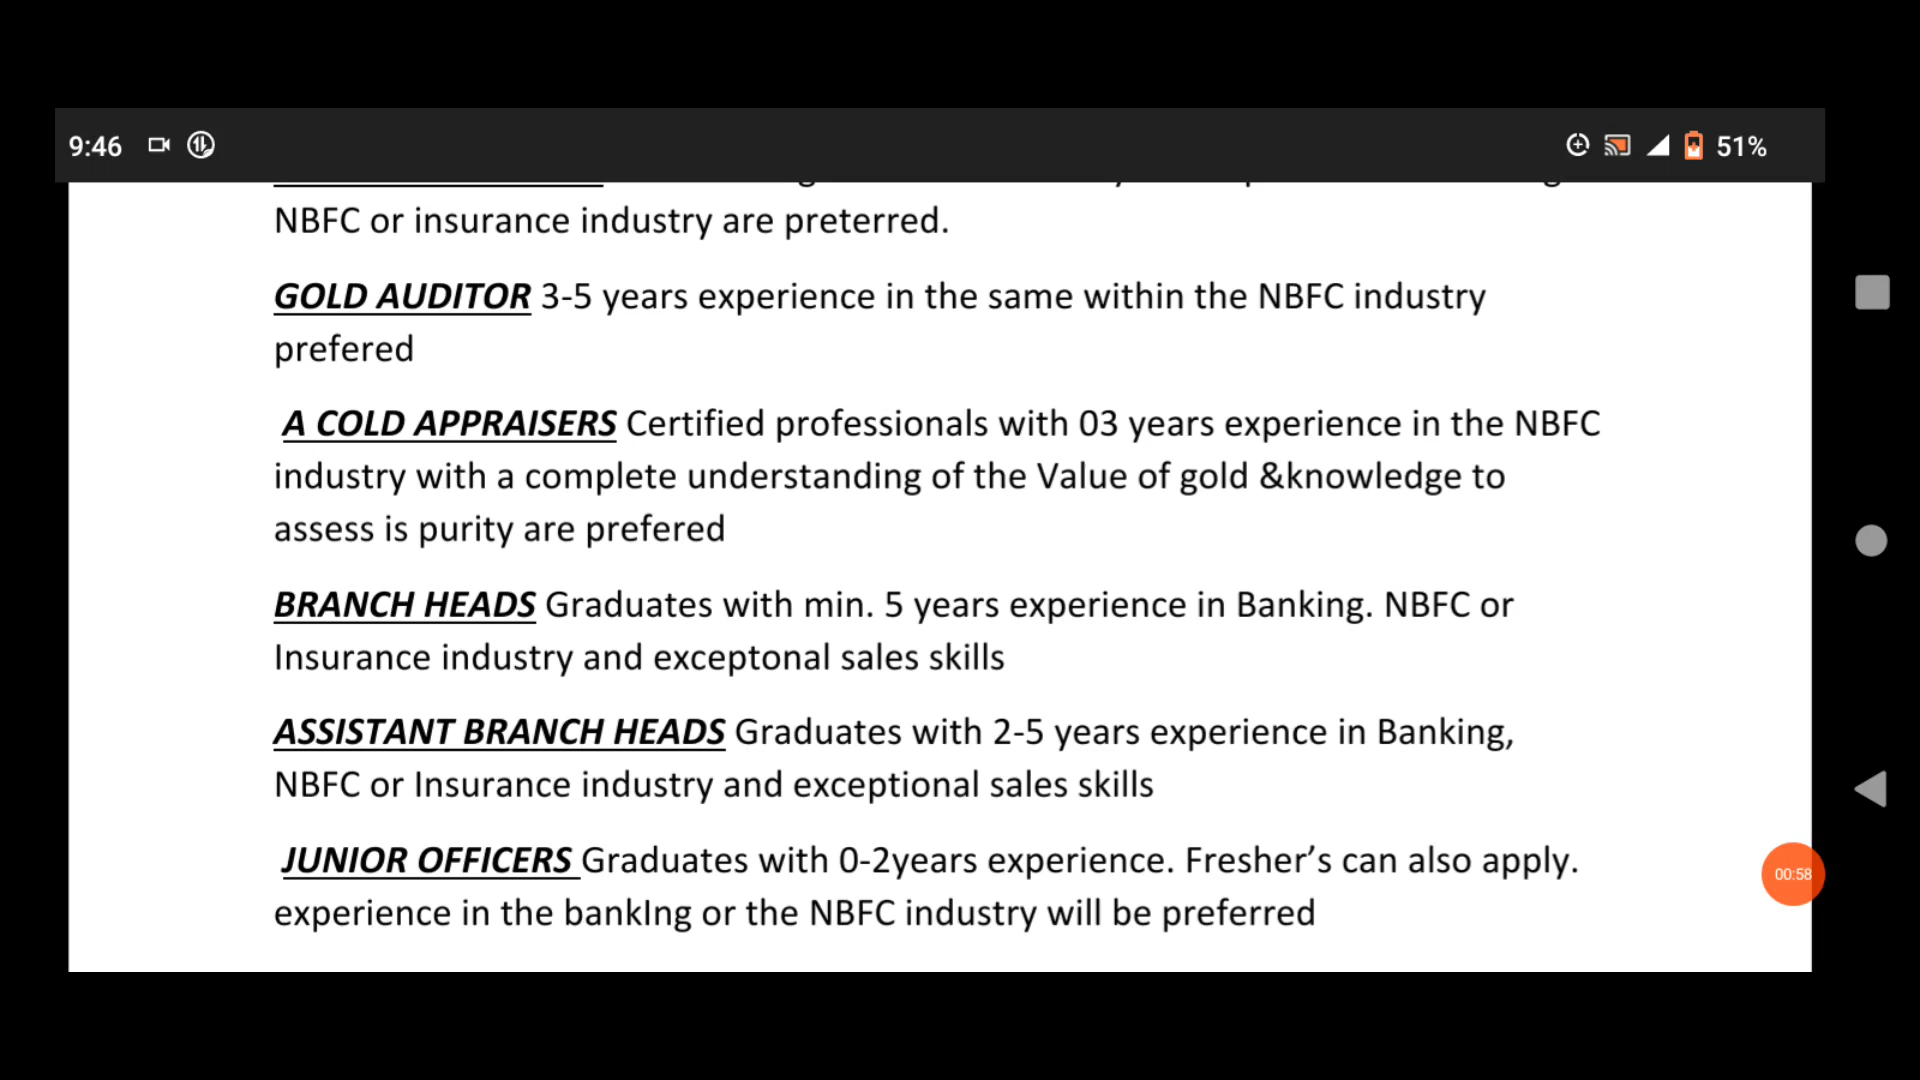 9:46
51%
NBFC or insurance industry are preterred.
GOLD AUDITOR 3-5 years experience in the same within the NBFC industry
prefered
A COLD APPRAISERS Certified professionals with 03 years experience in the NBFC
industry with a complete understanding of the Value of gold &knowledge to
assess is purity are prefered
BRANCH HEADS Graduates with min. 5 years experience in Banking. NBFC or
Insurance industry and exceptonal sales skills
ASSISTANT BRANCH HEADS Graduates with 2-5 years experience in Banking,
NBFC or Insurance industry and exceptional sales skills
JUNIOR OFFICERS Graduates with 0-2years experience. Fresher’s can also apply.
00:58
experience in the bankIng or the NBFC industry will be preferred